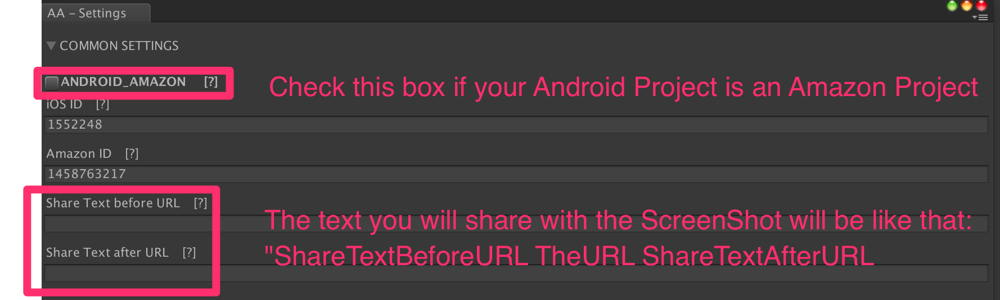 AA – Settings
COMMON SETTINGS
ANDROID_AMAZON [?]
Check this box if your Android Project is an Amazon Project
iOS ID [?]
1552248
Amazon ID [?]
1458763217
Share Text before URL [?]
The text you will share with the ScreenShot will be like that:
Share Text after URL [?]
"ShareTextBeforeURL TheURL ShareTextAfterURL